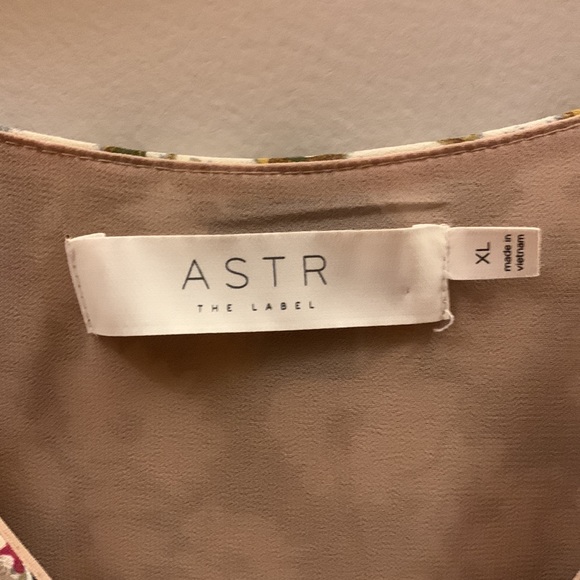 ASTR
THE LABEL
XL
made in
vietnam